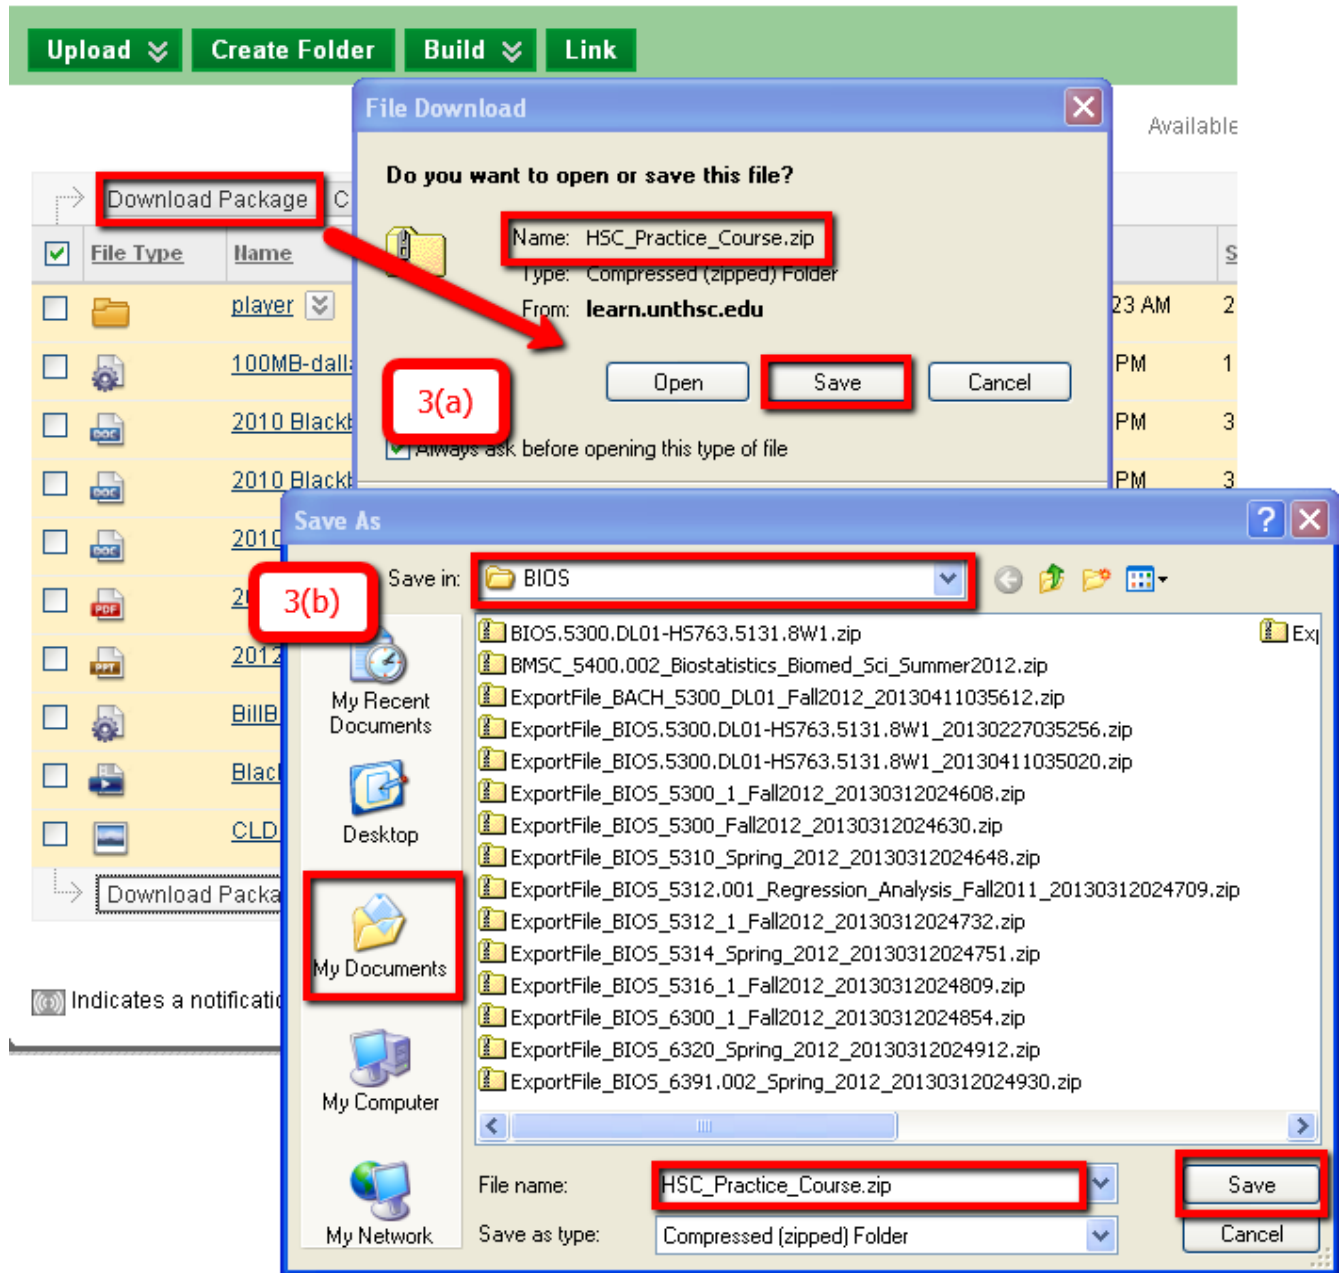 Upload Create Folder Build Link
File Download
Available
Do you want to open or save this file?
Download Package C
Name: HSC_Practice_Course.zip
File Type Name S
Type: Compressed (zipped) Folder
player From: learn.unthsc.edu 23 AM 2
100MB-dall PM 1
Open Save Cancel
3(a)
2010 Black PM 3
Always ask before opening this type of file
2010 Black PM 3
Save As
2010
Save in: BIOS
3(b)
2
BIOS.5300.DL01-HS763.5131.8W1.zip Exp
2012 BMSC_5400.002_Biostatistics_Biomed_Sci_Summer2012.zip
My Recent Documents
ExportFile_BACH_5300_DL01_Fall2012_20130411035612.zip
BillB ExportFile_BIOS.5300.DL01-HS763.5131.8W1_20130227035256.zip
ExportFile_BIOS.5300.DL01-HS763.5131.8W1_20130411035020.zip
Blac ExportFile_BIOS_5300_1_Fall2012_20130312024608.zip
Desktop ExportFile_BIOS_5300_Fall2012_20130312024630.zip
CLD ExportFile_BIOS_5310_Spring_2012_20130312024648.zip
Download Packa ExportFile_BIOS_5312.001_Regression_Analysis_Fall2011_20130312024709.zip
ExportFile_BIOS_5312_1_Fall2012_20130312024732.zip
My Documents ExportFile_BIOS_5314_Spring_2012_20130312024751.zip
Indicates a notificatio ExportFile_BIOS_5316_1_Fall2012_20130312024809.zip
ExportFile_BIOS_6300_1_Fall2012_20130312024854.zip
ExportFile_BIOS_6320_Spring_2012_20130312024912.zip
My Computer ExportFile_BIOS_6391.002_Spring_2012_20130312024930.zip
File name: HSC_Practice_Course.zip Save
My Network Save as type: Compressed (zipped) Folder Cancel